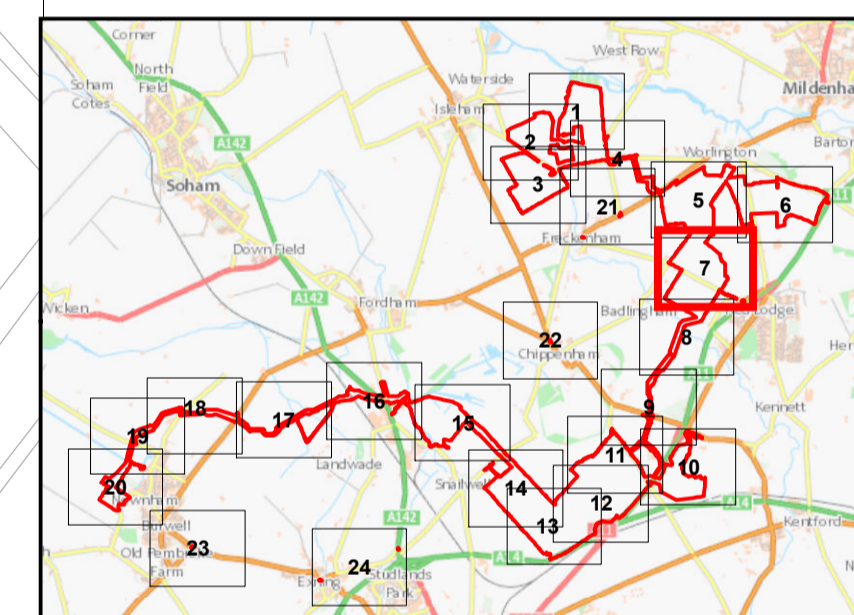 Corner
North
Field
Soham
Cotes
A142
Soham
Down Field
A142
Wicken
Fordham
West Row
Waterside
Isleham
Mildenha
Barton
Worlington
1
2
3
4
5
6
11
21
Freckenham
7
Badlingham
Lodge
22
Chippenham
8
Her
9
Kennett
16
18
17
15
19
20
Landwade
Snailwell
14
11
10
12
13
A14
Kentford
Newnham
Burwell
23
Old Pembr
Farm
A142
24
Exning
Studlands
Park
A14
N